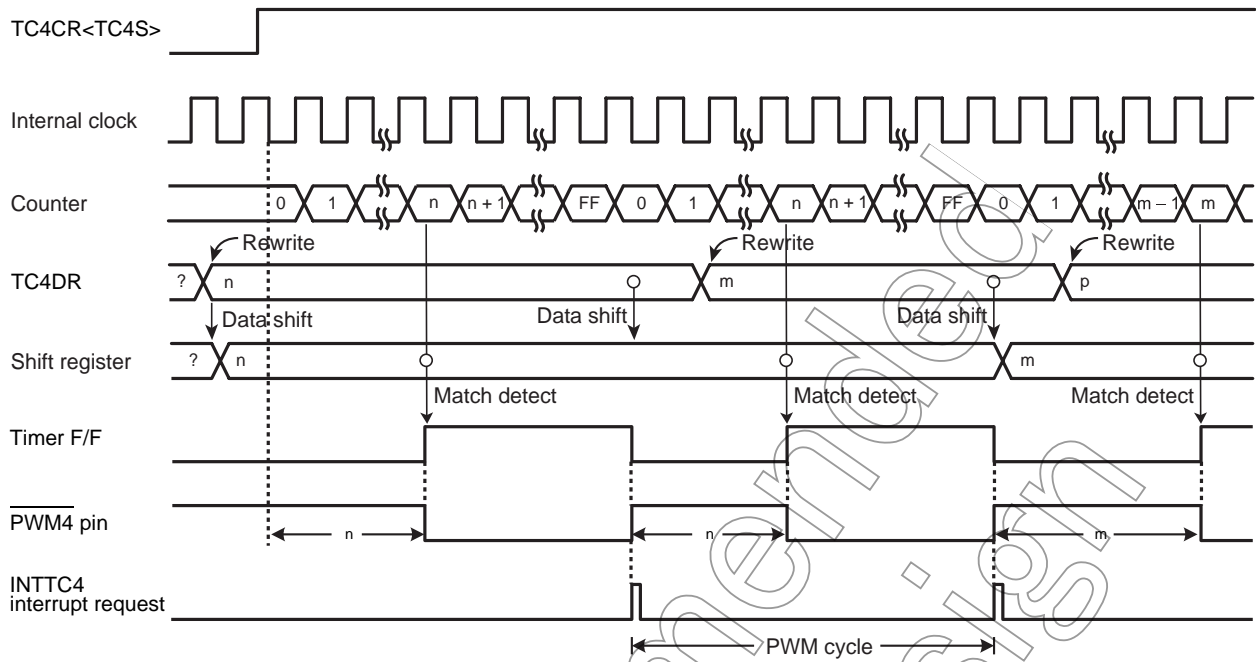 TC4CR<TC4S>
Internal clock
Counter
0 1 n n + 1 FF 0 1 n n + 1 FF 0 1 m – 1 m
Rewrite Rewrite Rewrite
TC4DR
? n m p
Data shift Data shift Data shift
Shift register
? n m
Match detect Match detect Match detect
Timer F/F
PWM4 pin
n n m
INTTC4
interrupt request
PWM cycle